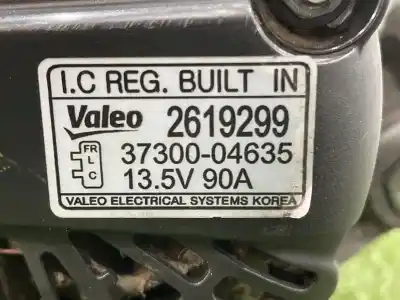 I.C REG. BUILT IN
Valeo 2619299
FR
L
C
37300-04635
13.5V 90A
VALEO ELECTRICAL SYSTEMS KOREA